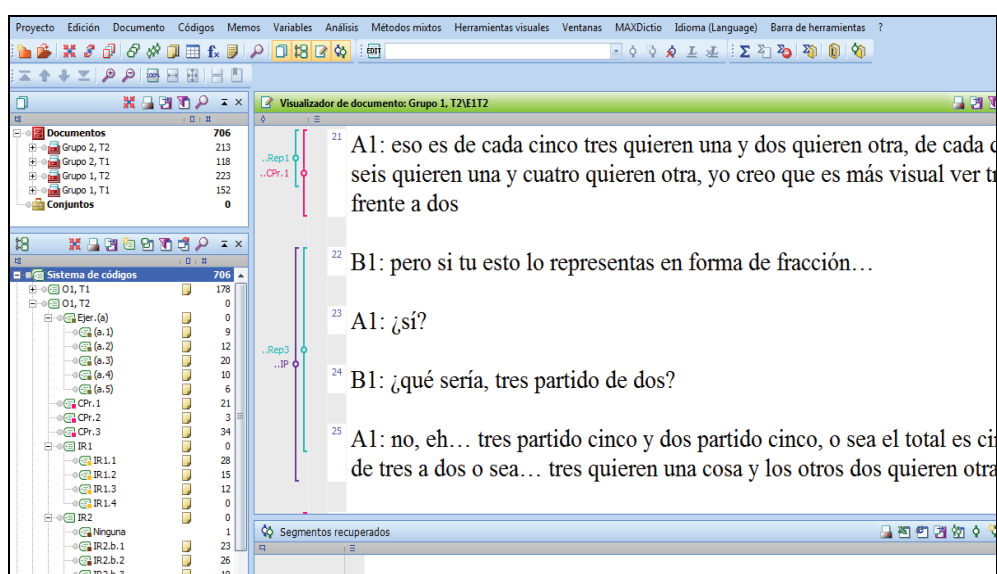 Proyecto Edición Documento Códigos Memos Variables Análisis Métodos mixtos Herramientas visuales Ventanas MAXDictio Idioma (Language) Barra de herramientas ?
Documentos 706
Grupo 2, T2 213
Grupo 2, T1 118
Grupo 1, T2 223
Grupo 1, T1 152
Conjuntos 0
Sistema de códigos 706
O1, T1 178
O1, T2 0
Ejer.(a) 0
(a.1) 9
(a.2) 12
(a.3) 20
(a.4) 10
(a.5) 6
CPr.1 21
CPr.2 3
CPr.3 34
IR1 0
IR1.1 28
IR1.2 15
IR1.3 12
IR1.4 0
IR2 0
Ninguna 1
IR2.b.1 23
IR2.b.2 26
Visualizador de documento: Grupo 1, T2\E1T2
..Rep1
..CPr.1
21 A1: eso es de cada cinco tres quieren una y dos quieren otra, de cada
seis quieren una y cuatro quieren otra, yo creo que es más visual ver
frente a dos
22 B1: pero si tu esto lo representas en forma de fracción…
23 A1: ¿sí?
..Rep3
..IP
24 B1: ¿qué sería, tres partido de dos?
25 A1: no, eh… tres partido cinco y dos partido cinco, o sea el total es
de tres a dos o sea… tres quieren una cosa y los otros dos quieren otra
Segmentos recuperados